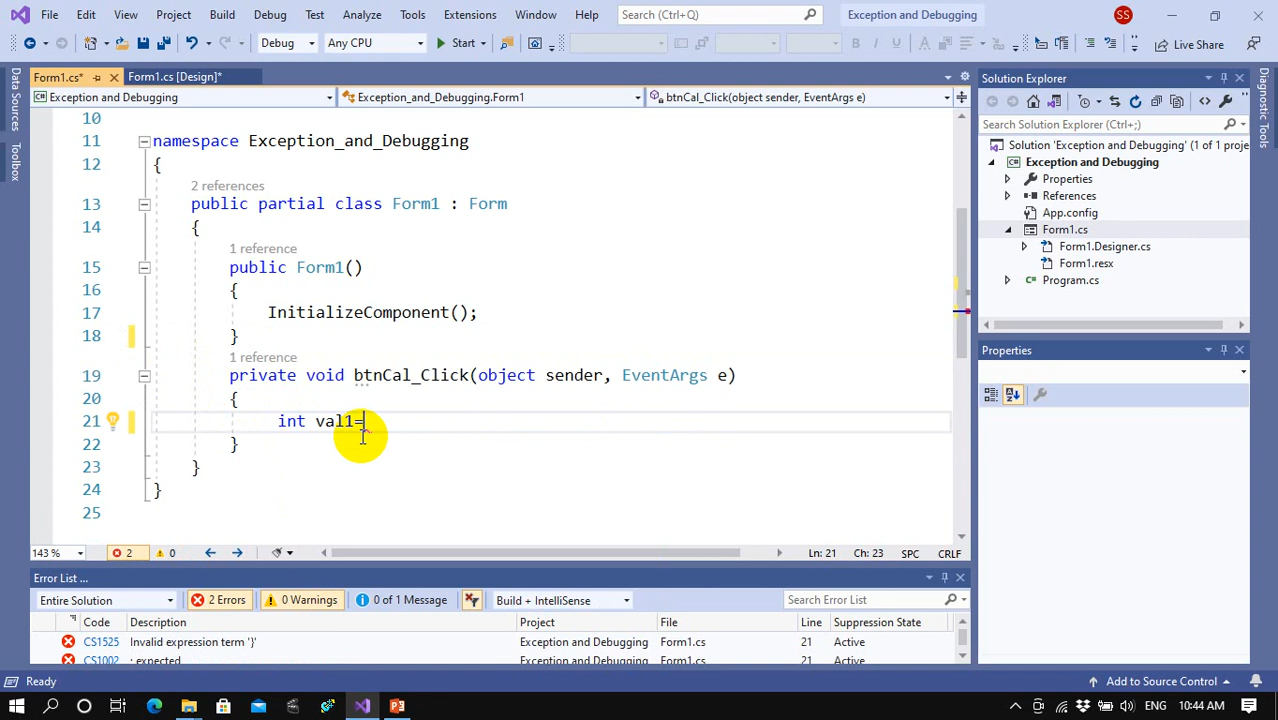 File Edit View Project Build Debug Test Analyze Tools Extensions Window Help Search (Ctrl+Q) Exception and Debugging SS
Debug Any CPU Start Live Share
Form1.cs* Form1.cs [Design]*
Exception and Debugging Exception_and_Debugging.Form1 btnCal_Click(object sender, EventArgs e)
Data Sources
Toolbox
10
11 namespace Exception_and_Debugging
12 {
2 references
13 public partial class Form1 : Form
14 {
1 reference
15 public Form1()
16 {
17 InitializeComponent();
18 }
1 reference
19 private void btnCal_Click(object sender, EventArgs e)
20 {
21 int val1=
22 }
23 }
24 }
25
143 % 2 0 Ln: 21 Ch: 23 SPC CRLF
Error List ...
Entire Solution 2 Errors 0 Warnings 0 of 1 Message Build + IntelliSense Search Error List
Code Description Project File Line Suppression State
CS1525 Invalid expression term '}' Exception and Debugging Form1.cs 21 Active
CS1002 ; expected Exception and Debugging Form1.cs 21 Active
Solution Explorer
Search Solution Explorer (Ctrl+;)
Solution 'Exception and Debugging' (1 of 1 proje
Exception and Debugging
Properties
References
App.config
Form1.cs
Form1.Designer.cs
Form1.resx
Program.cs
Properties
Diagnostic Tools
Ready Add to Source Control
10:44 AM